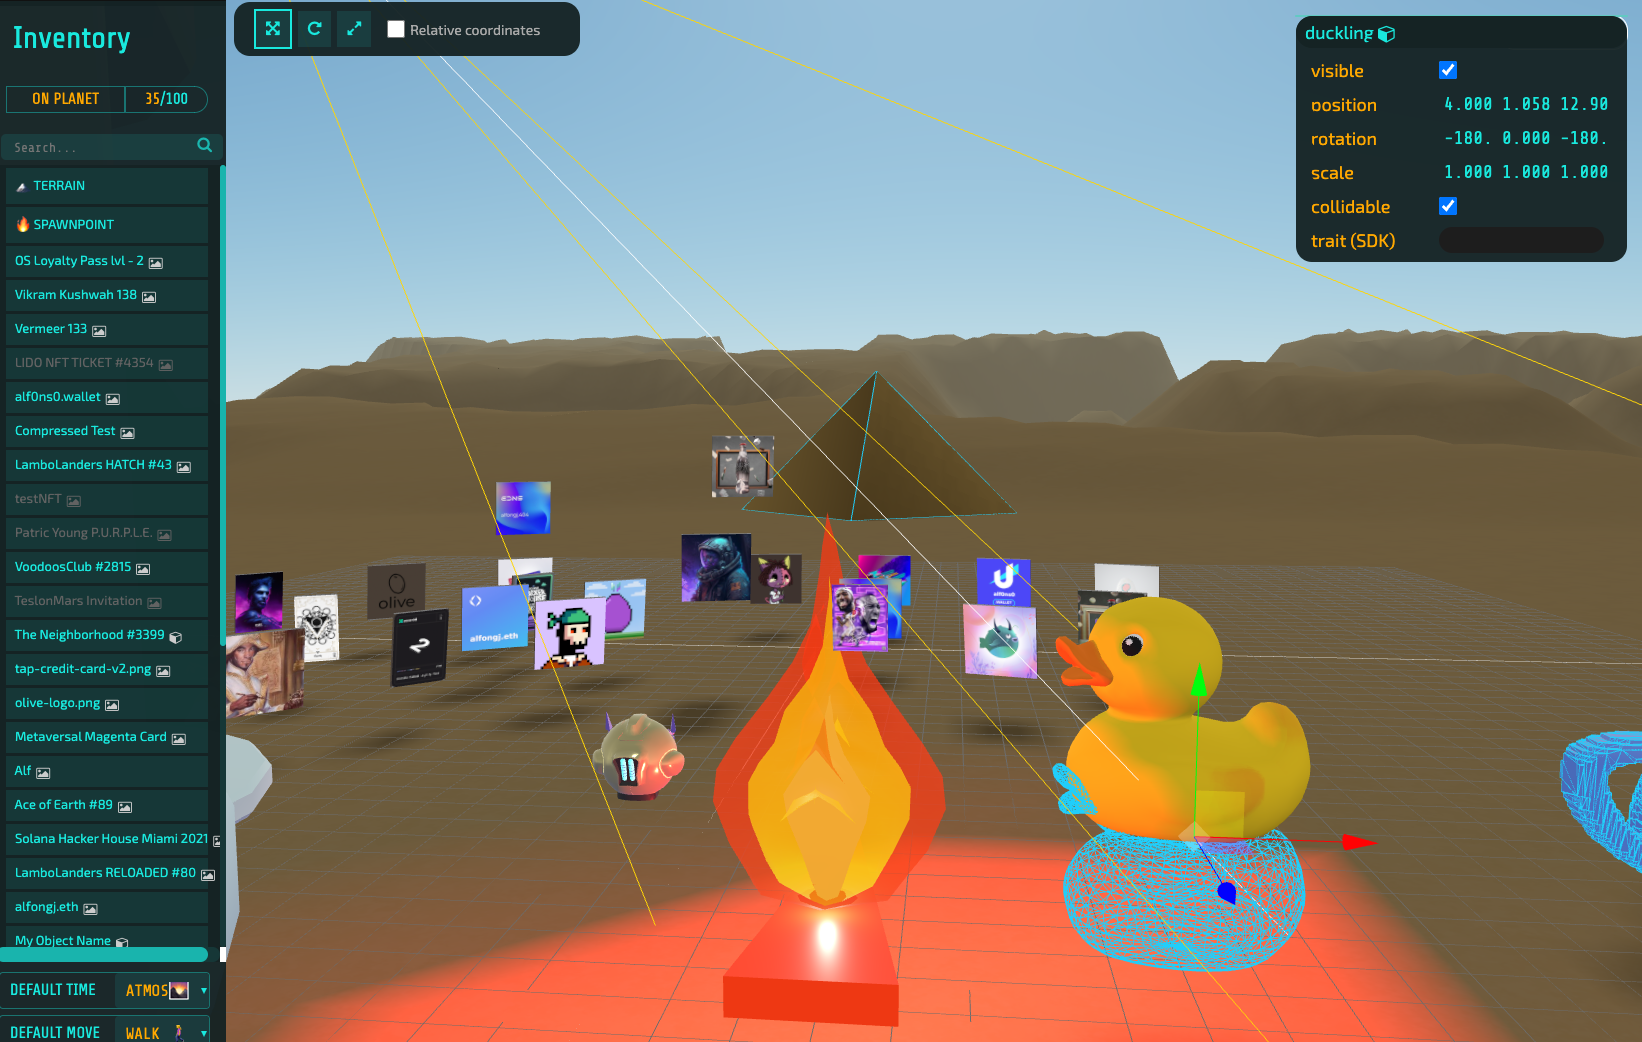 Inventory
ON PLANET
35/100
Search...
TERRAIN
SPAWNPOINT
OS Loyalty Pass lvl - 2
Vikram Kushwah 138
Vermeer 133
LIDO NFT TICKET #4354
alf0ns0.wallet
Compressed Test
LamboLanders HATCH #43
testNFT
Patric Young P.U.R.P.L.E.
VoodoosClub #2815
TeslonMars Invitation
The Neighborhood #3399
tap-credit-card-v2.png
olive-logo.png
Metaversal Magenta Card
Alf
Ace of Earth #89
Solana Hacker House Miami 2021
LamboLanders RELOADED #80
alfongj.eth
My Object Name
DEFAULT TIME
ATMOS
DEFAULT MOVE
WALK
Relative coordinates
duckling
visible
position 4.000 1.058 12.90
rotation -180. 0.000 -180.
scale 1.000 1.000 1.000
collidable
trait (SDK)
EDNS
olive
alfongj.eth
alf0ns0
WALLET